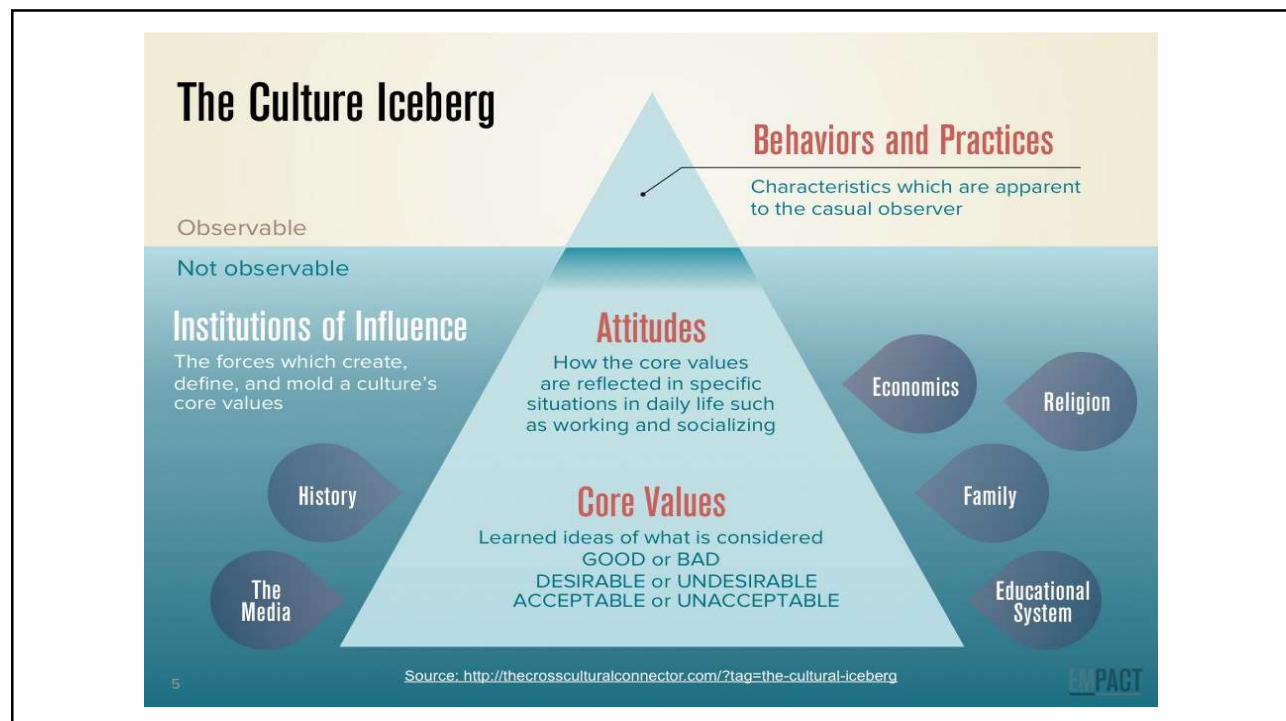 The Culture Iceberg
Behaviors and Practices
Characteristics which are apparent
to the casual observer
Observable
Not observable
Institutions of Influence
The forces which create,
define, and mold a culture's
core values
Attitudes
How the core values
are reflected in specific
situations in daily life such
as working and socializing
Economics
Religion
History
Family
Core Values
Learned ideas of what is considered
GOOD or BAD
DESIRABLE or UNDESIRABLE
ACCEPTABLE or UNACCEPTABLE
The
Media
Educational
System
5
Source: http://thecrossculturalconnector.com/?tag=the-cultural-iceberg
EMPACT